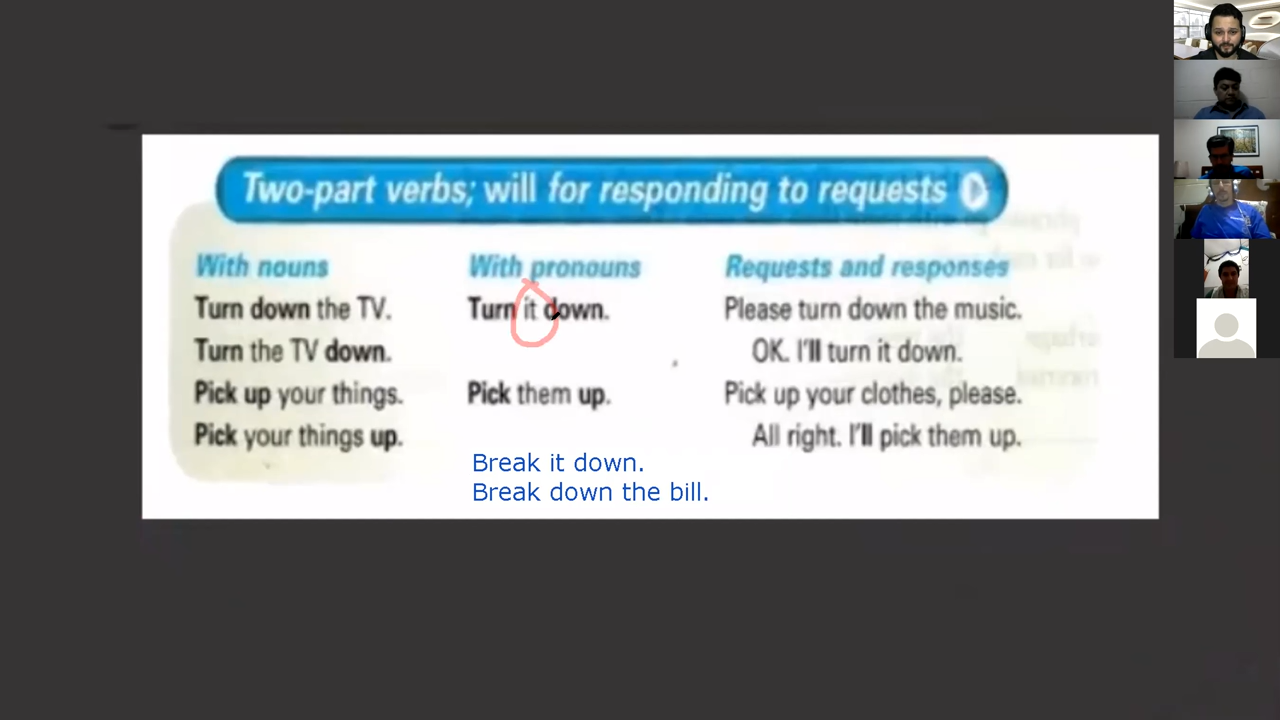 Two-part verbs; will for responding to requests
With nouns
Turn down the TV.
Turn the TV down.
Pick up your things.
Pick your things up.
With pronouns
Turn it down.
Pick them up.
Requests and responses
Please turn down the music.
OK. I'll turn it down.
Pick up your clothes, please.
All right. I'll pick them up.
Break it down.
Break down the bill.